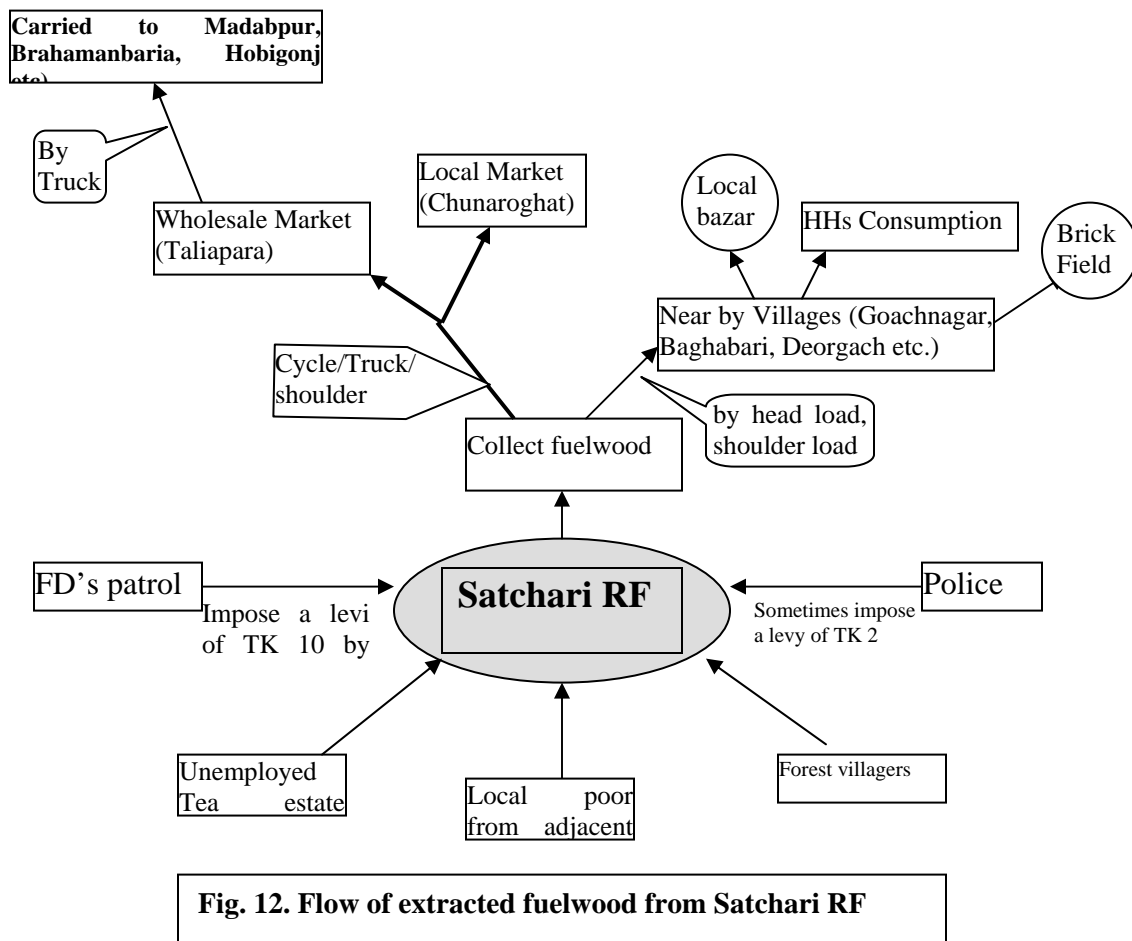 Carried to Madabpur,
Brahamanbaria, Hobigonj
etc)
By
Truck
Local Market
(Chunaroghat)
Local
bazar
HHs Consumption
Brick
Field
Wholesale Market
(Taliapara)
Near by Villages (Goachnagar,
Baghabari, Deorgach etc.)
Cycle/Truck/
shoulder
by head load,
shoulder load
Collect fuelwood
FD’s patrol
Satchari RF
Police
Impose a levi
of TK 10 by
Sometimes impose
a levy of TK 2
Unemployed
Tea estate
Local poor
from adjacent
Forest villagers
Fig. 12. Flow of extracted fuelwood from Satchari RF